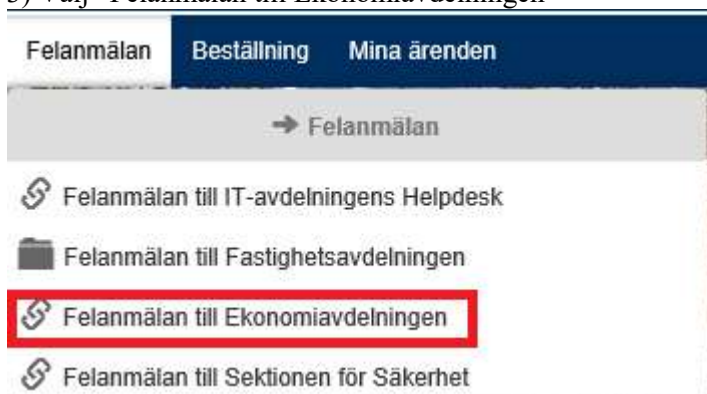 3) Välj "Felanmälan till Ekonomiavdelningen"
Felanmälan Beställning Mina ärenden
➔ Felanmälan
Felanmälan till IT-avdelningens Helpdesk
Felanmälan till Fastighetsavdelningen
Felanmälan till Ekonomiavdelningen
Felanmälan till Sektionen för Säkerhet